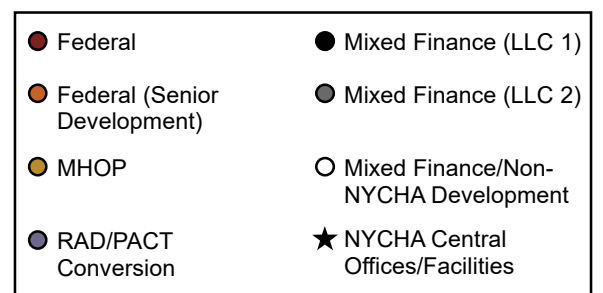 Federal
Federal (Senior
Development)
MHOP
RAD/PACT
Conversion
Mixed Finance (LLC 1)
Mixed Finance (LLC 2)
Mixed Finance/Non-
NYCHA Development
NYCHA Central
Offices/Facilities